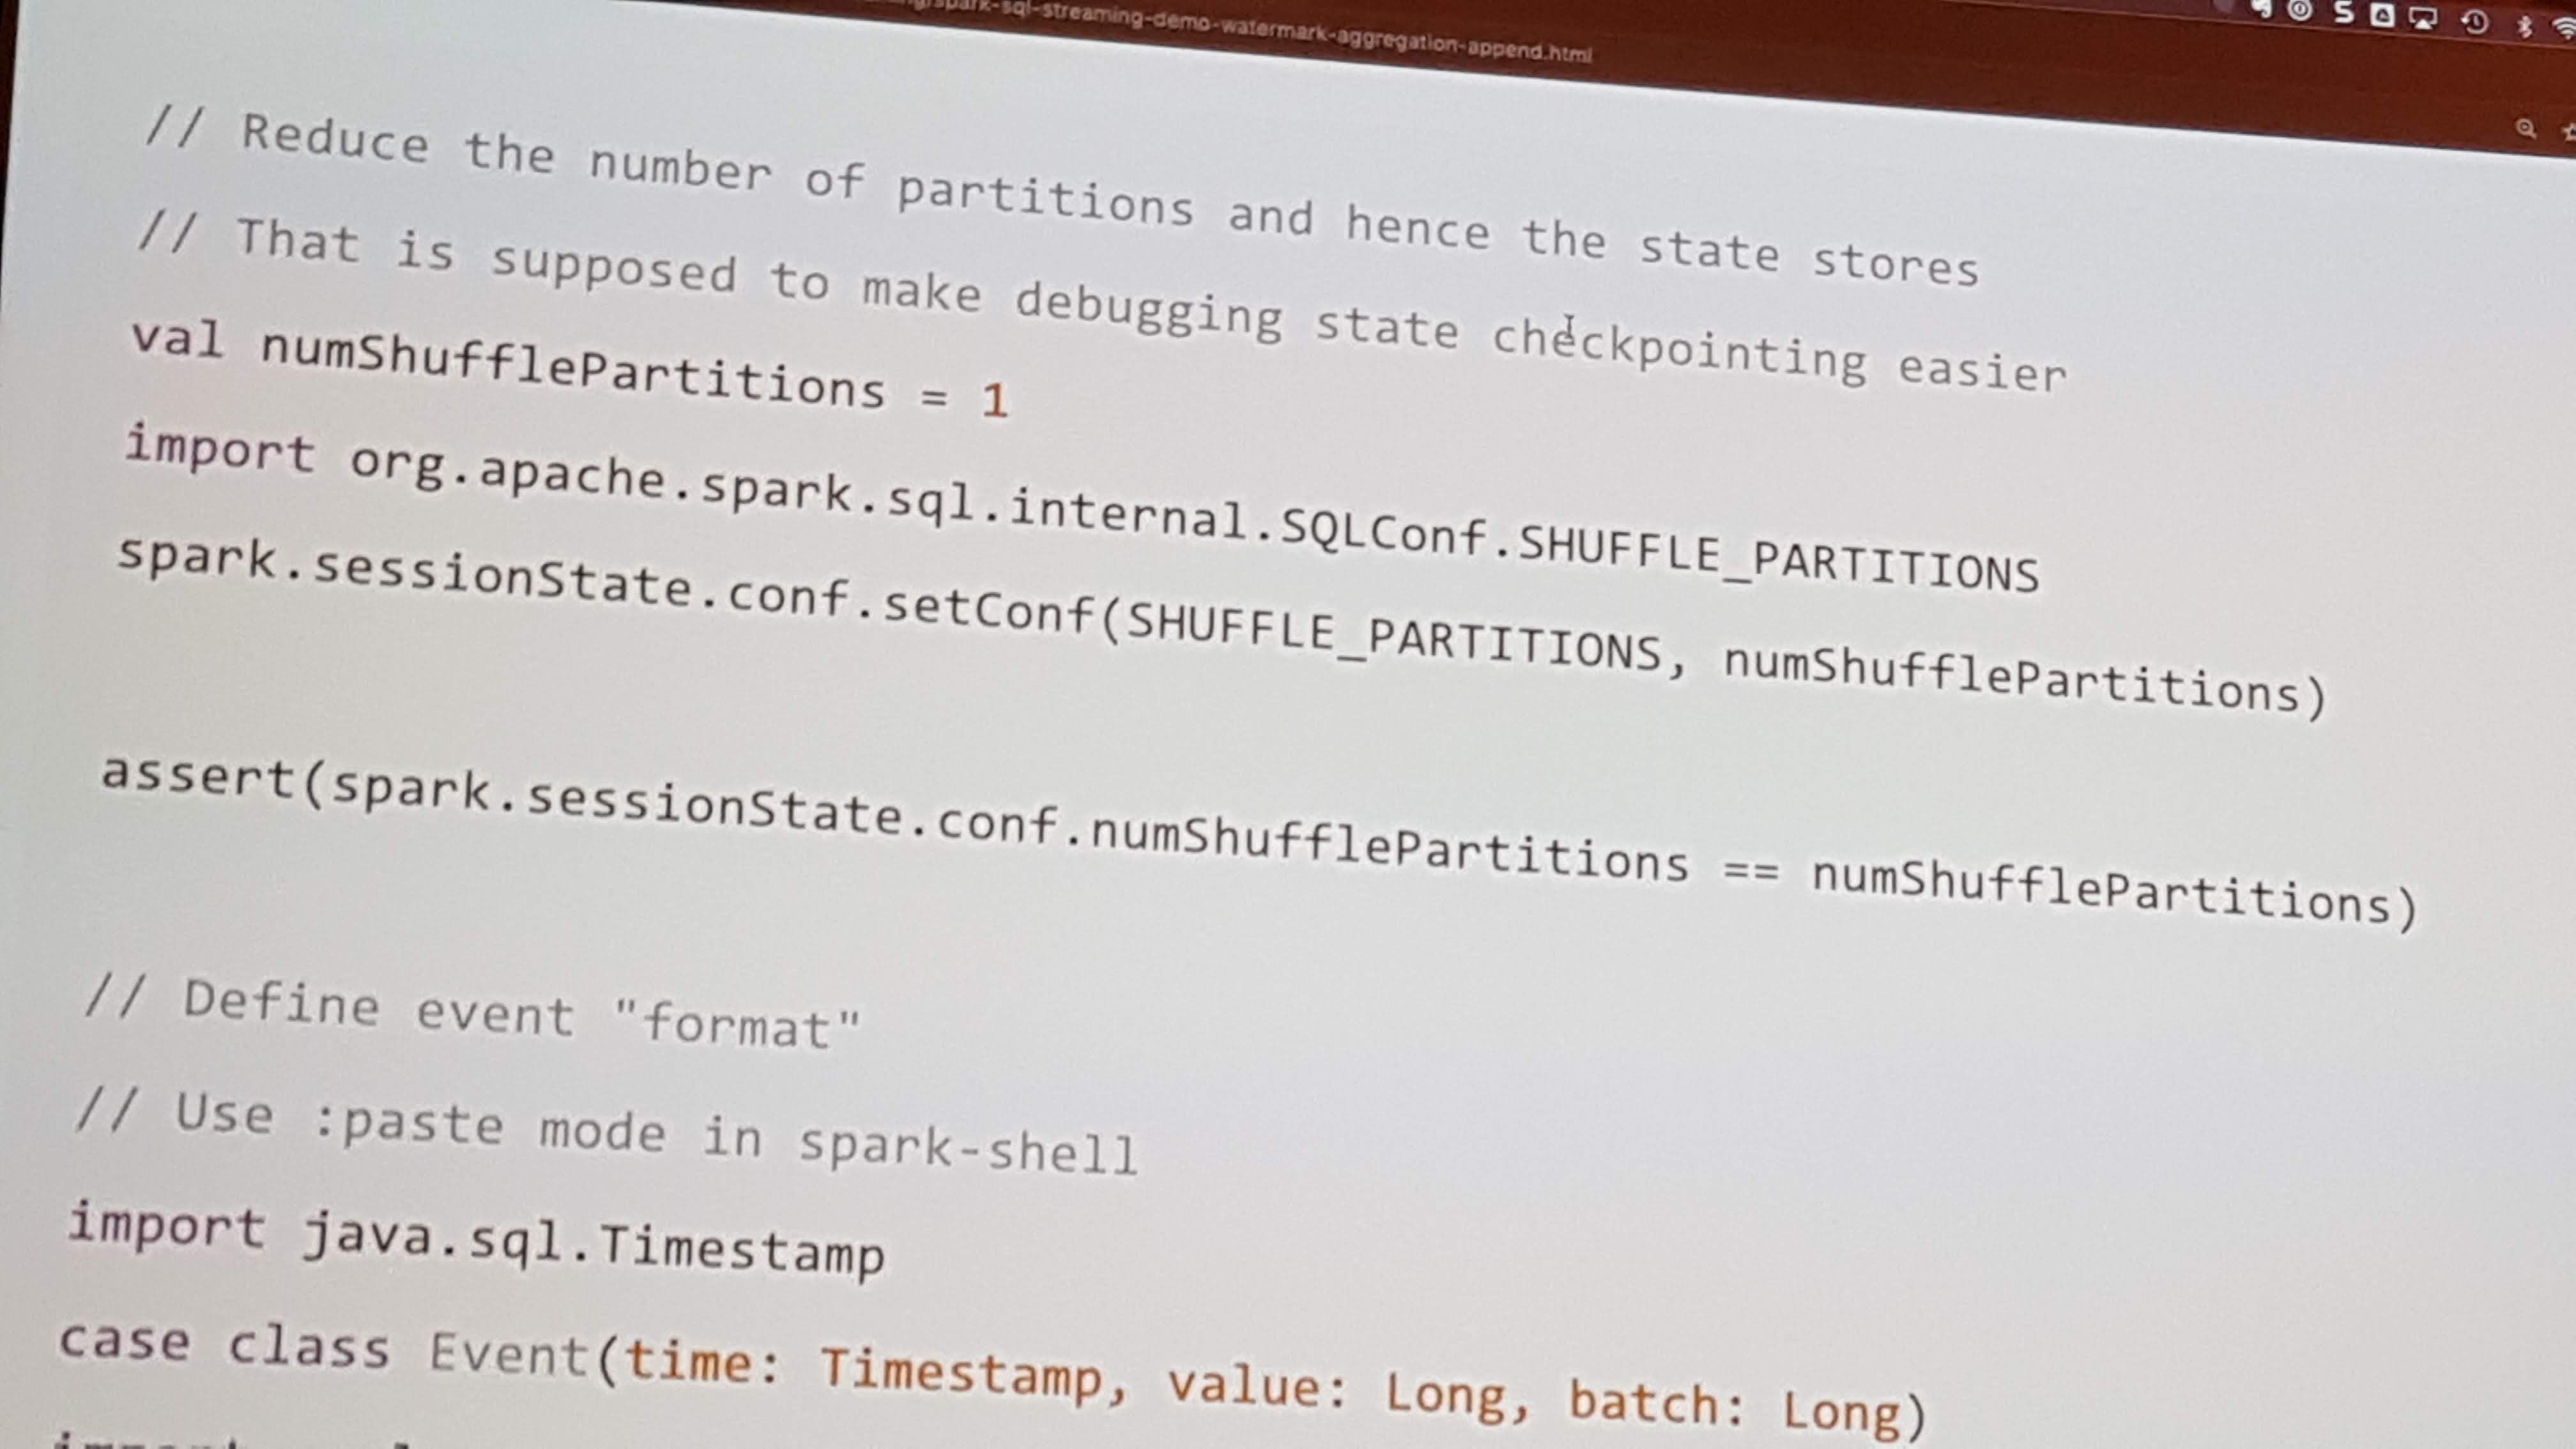 spark-sql-streaming-demo-watermark-aggregation-append.html
// Reduce the number of partitions and hence the state stores
// That is supposed to make debugging state checkpointing easier
val numShufflePartitions = 1
import org.apache.spark.sql.internal.SQLConf.SHUFFLE_PARTITIONS
spark.sessionState.conf.setConf(SHUFFLE_PARTITIONS, numShufflePartitions)
assert(spark.sessionState.conf.numShufflePartitions == numShufflePartitions)
// Define event "format"
// Use :paste mode in spark-shell
import java.sql.Timestamp
case class Event(time: Timestamp, value: Long, batch: Long)